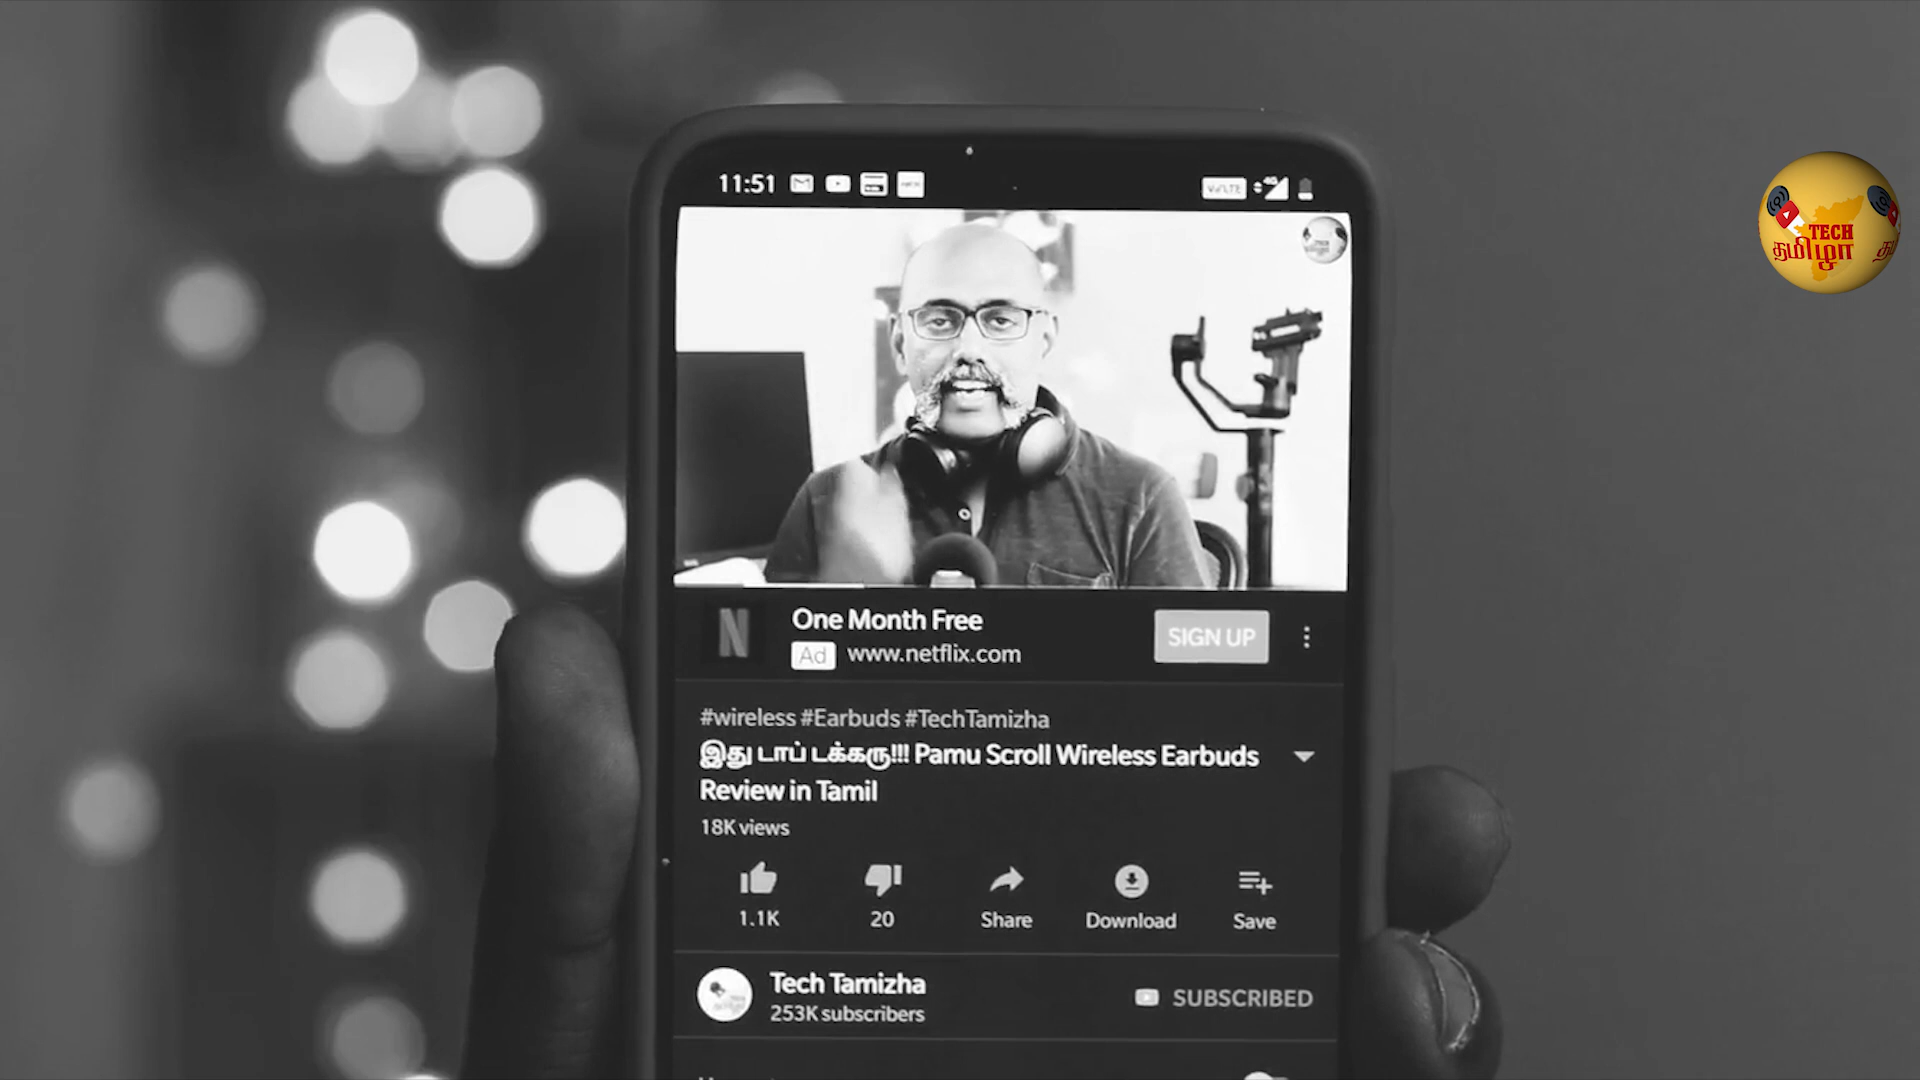 11:51
VoLTE 4G
TECH
தமிழா
One Month Free
SIGN UP
Ad www.netflix.com
#wireless #Earbuds #TechTamizha
இது டாப் டக்கரு!!! Pamu Scroll Wireless Earbuds
Review in Tamil
18K views
1.1K 20 Share Download Save
Tech Tamizha
253K subscribers
SUBSCRIBED